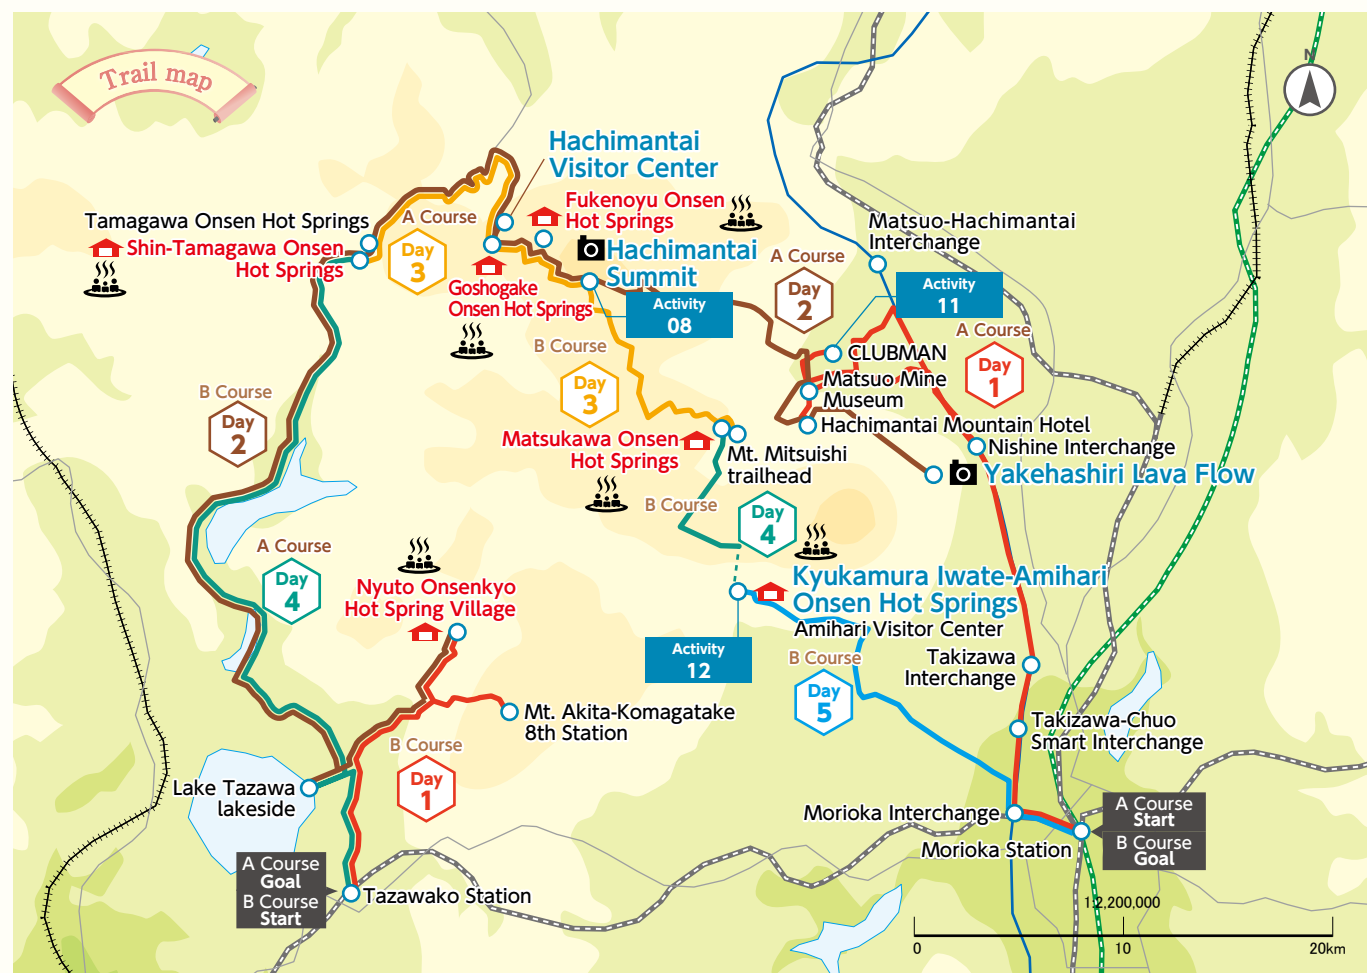 Trail map
N
Hachimantai
Visitor Center
Fukenoyu Onsen
Hot Springs
Tamagawa Onsen Hot Springs
A Course
Day
3
Shin-Tamagawa Onsen
Hot Springs
Hachimantai
Summit
Goshogake
Onsen Hot Springs
Activity
08
Matsuo-Hachimantai
Interchange
A Course
Day
2
Activity
11
A Course
Day
1
CLUBMAN
Matsuo Mine
Museum
Hachimantai Mountain Hotel
Nishine Interchange
Yakehashiri Lava Flow
B Course
Day
3
B Course
Day
2
Matsukawa Onsen
Hot Springs
Mt. Mitsuishi
trailhead
B Course
Day
4
A Course
Day
4
Nyuto Onsenkyo
Hot Spring Village
Kyukamura Iwate-Amihari
Onsen Hot Springs
Amihari Visitor Center
Activity
12
B Course
Day
5
Takizawa
Interchange
Takizawa-Chuo
Smart Interchange
Mt. Akita-Komagatake
8th Station
B Course
Day
1
Lake Tazawa
lakeside
Morioka Interchange
Morioka Station
A Course
Start
B Course
Goal
A Course
Goal
B Course
Start
Tazawako Station
1:2,200,000
0
10
20km